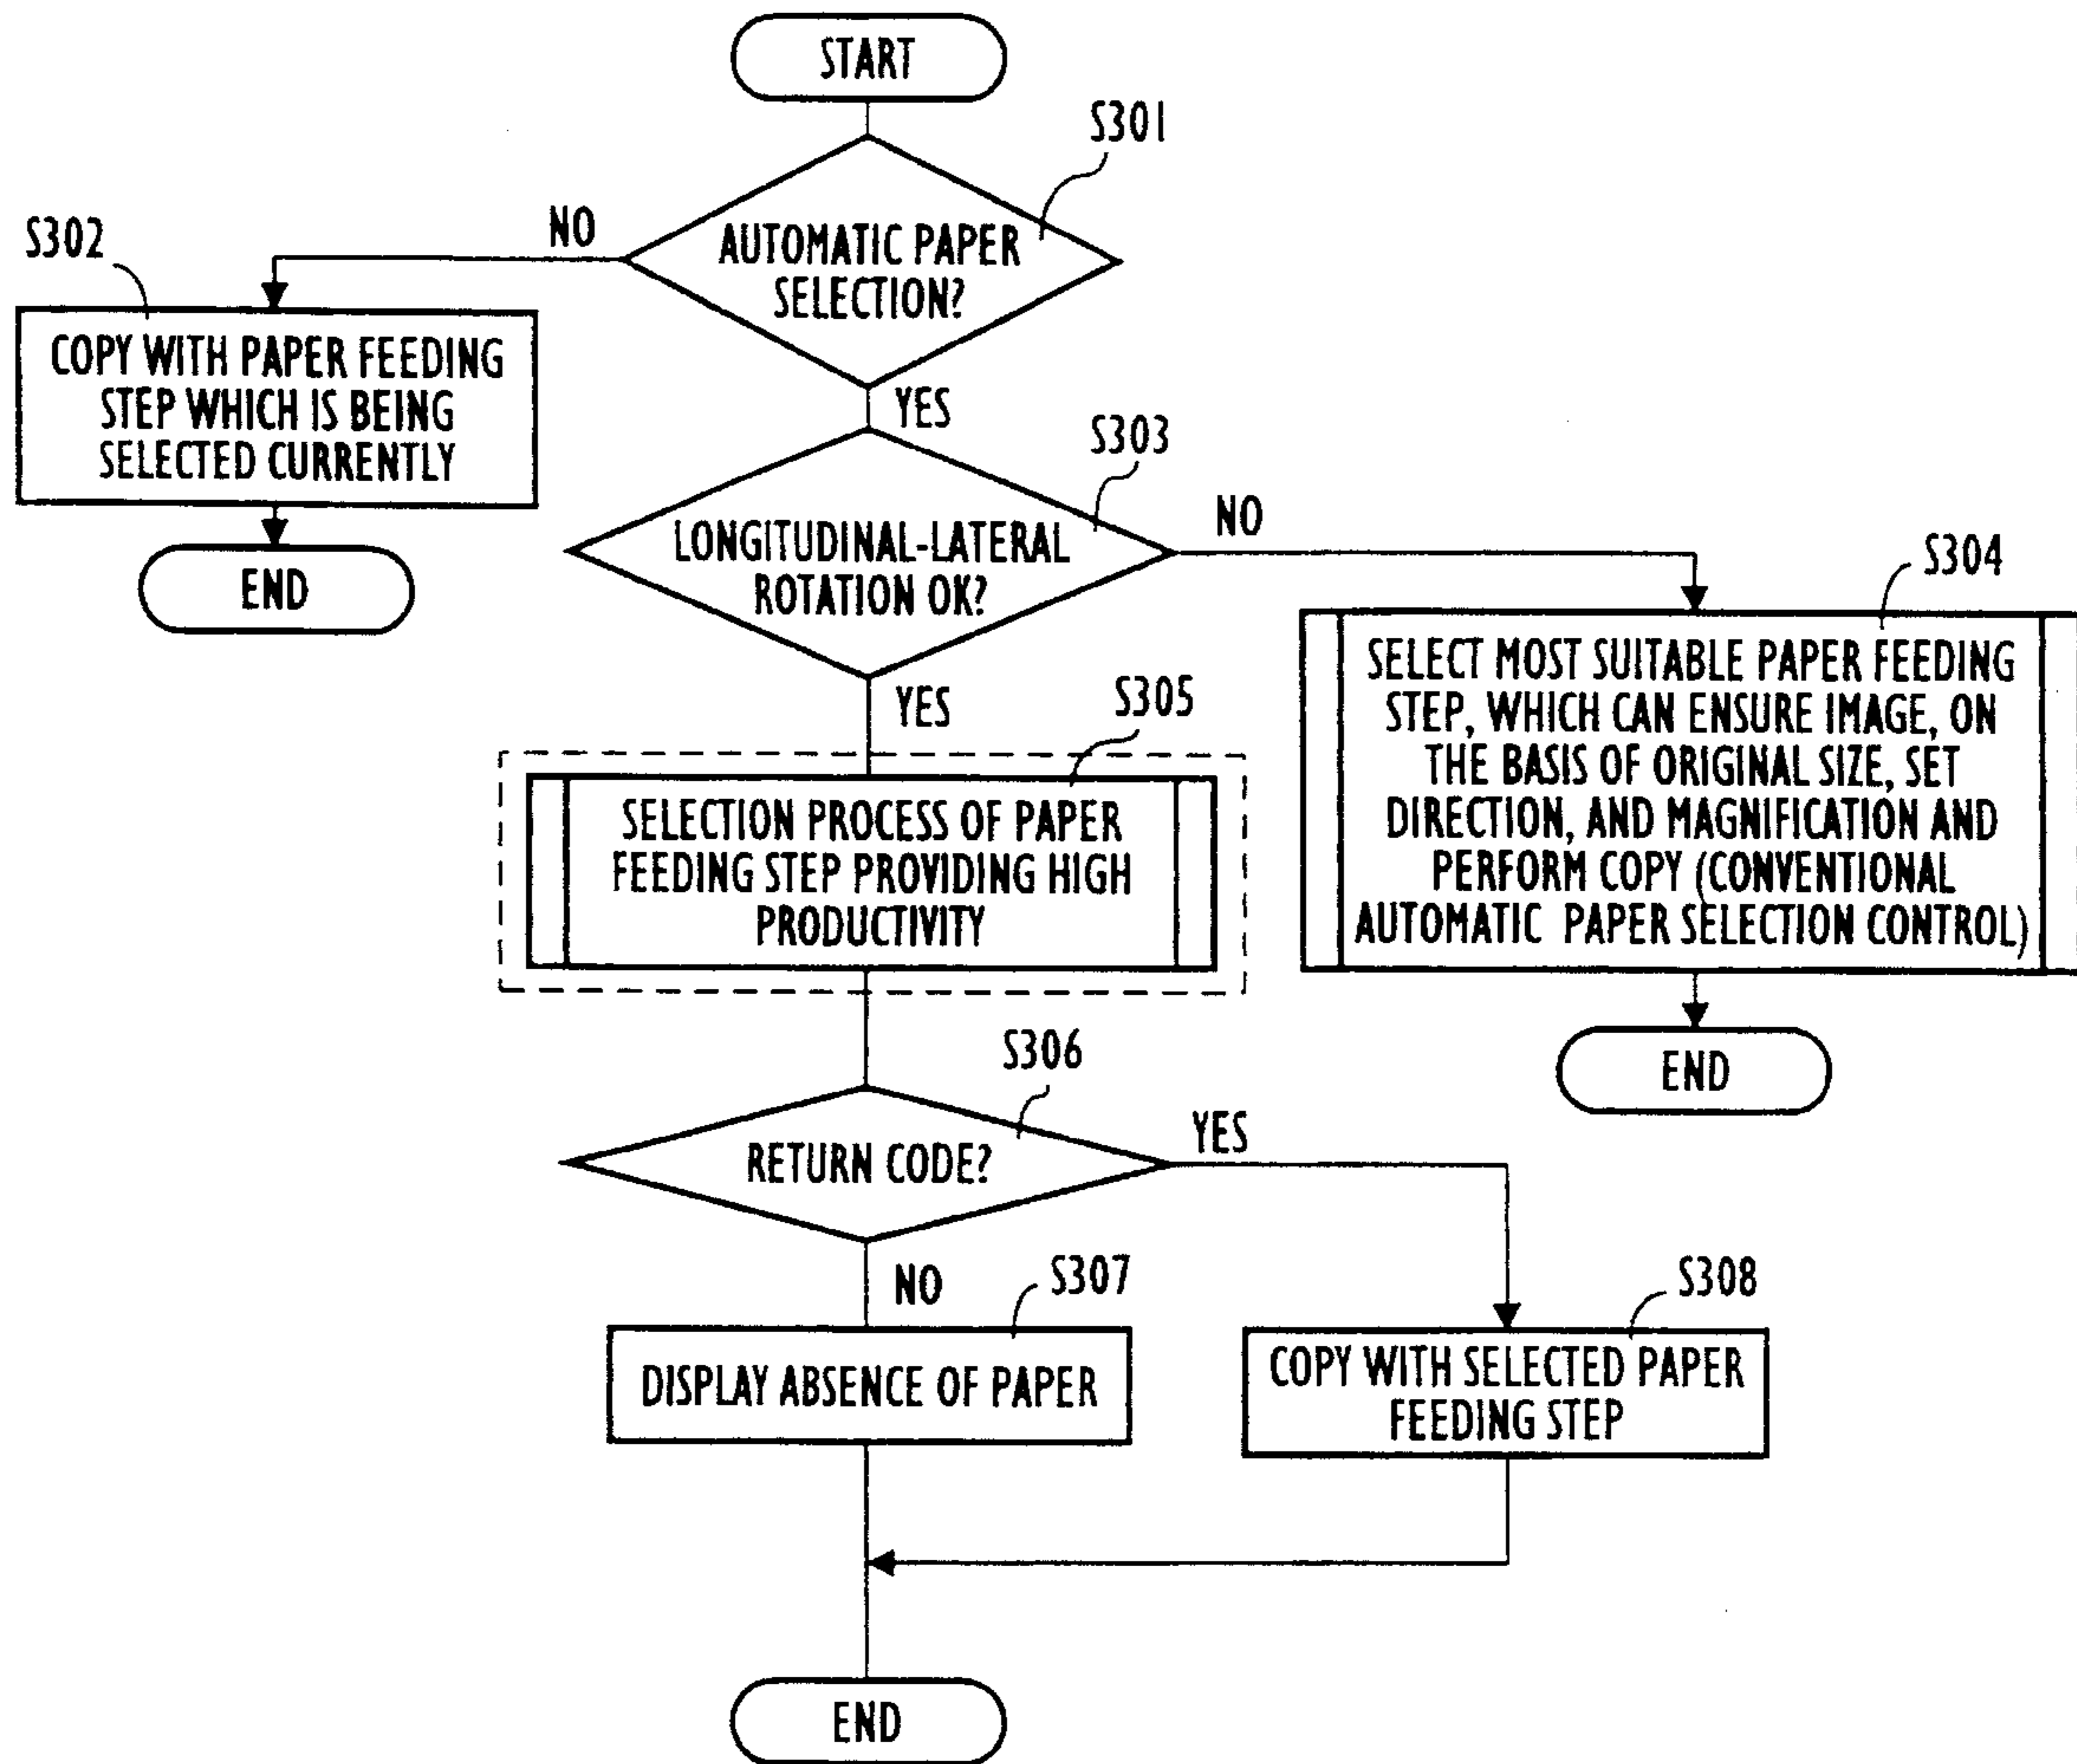 START
S301
AUTOMATIC PAPER
SELECTION?
NO
S302
COPY WITH PAPER FEEDING
STEP WHICH IS BEING
SELECTED CURRENTLY
END
YES
S303
LONGITUDINAL-LATERAL
ROTATION OK?
NO
S304
SELECT MOST SUITABLE PAPER FEEDING
STEP, WHICH CAN ENSURE IMAGE, ON
THE BASIS OF ORIGINAL SIZE, SET
DIRECTION, AND MAGNIFICATION AND
PERFORM COPY (CONVENTIONAL
AUTOMATIC PAPER SELECTION CONTROL)
END
YES
S305
SELECTION PROCESS OF PAPER
FEEDING STEP PROVIDING HIGH
PRODUCTIVITY
S306
RETURN CODE?
YES
NO
S307
DISPLAY ABSENCE OF PAPER
S308
COPY WITH SELECTED PAPER
FEEDING STEP
END